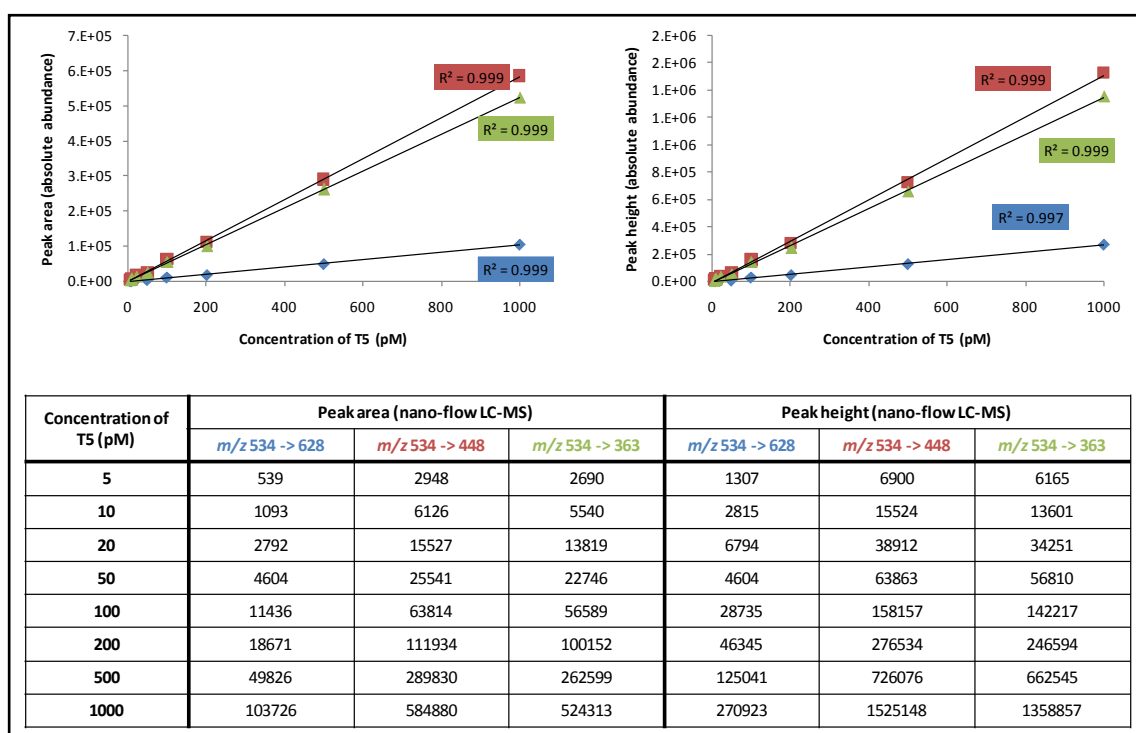 7.E+05
6.E+05
5.E+05
4.E+05
3.E+05
2.E+05
1.E+05
0.E+00
Peak area (absolute abundance)
R² = 0.999
R² = 0.999
R² = 0.999
0 200 400 600 800 1000
Concentration of T5 (pM)
2.E+06
2.E+06
1.E+06
1.E+06
1.E+06
8.E+05
6.E+05
4.E+05
2.E+05
0.E+00
Peak height (absolute abundance)
R² = 0.999
R² = 0.999
R² = 0.997
0 200 400 600 800 1000
Concentration of T5 (pM)
Concentration of T5 (pM) Peak area (nano-flow LC-MS) Peak height (nano-flow LC-MS)
m/z 534 -> 628 m/z 534 -> 448 m/z 534 -> 363 m/z 534 -> 628 m/z 534 -> 448 m/z 534 -> 363
5 539 2948 2690 1307 6900 6165
10 1093 6126 5540 2815 15524 13601
20 2792 15527 13819 6794 38912 34251
50 4604 25541 22746 4604 63863 56810
100 11436 63814 56589 28735 158157 142217
200 18671 111934 100152 46345 276534 246594
500 49826 289830 262599 125041 726076 662545
1000 103726 584880 524313 270923 1525148 1358857